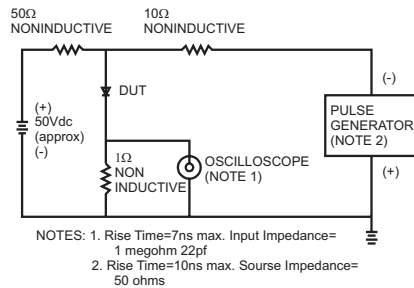 50Ω
NONINDUCTIVE
10Ω
NONINDUCTIVE
DUT
(+)
50Vdc
(approx)
(-)
1Ω
NON
INDUCTIVE
OSCILLOSCOPE
(NOTE 1)
(-)
PULSE
GENERATOR
(NOTE 2)
(+)
NOTES: 1. Rise Time=7ns max. Input Impedance=
1 megohm 22pf
2. Rise Time=10ns max. Sourse Impedance=
50 ohms